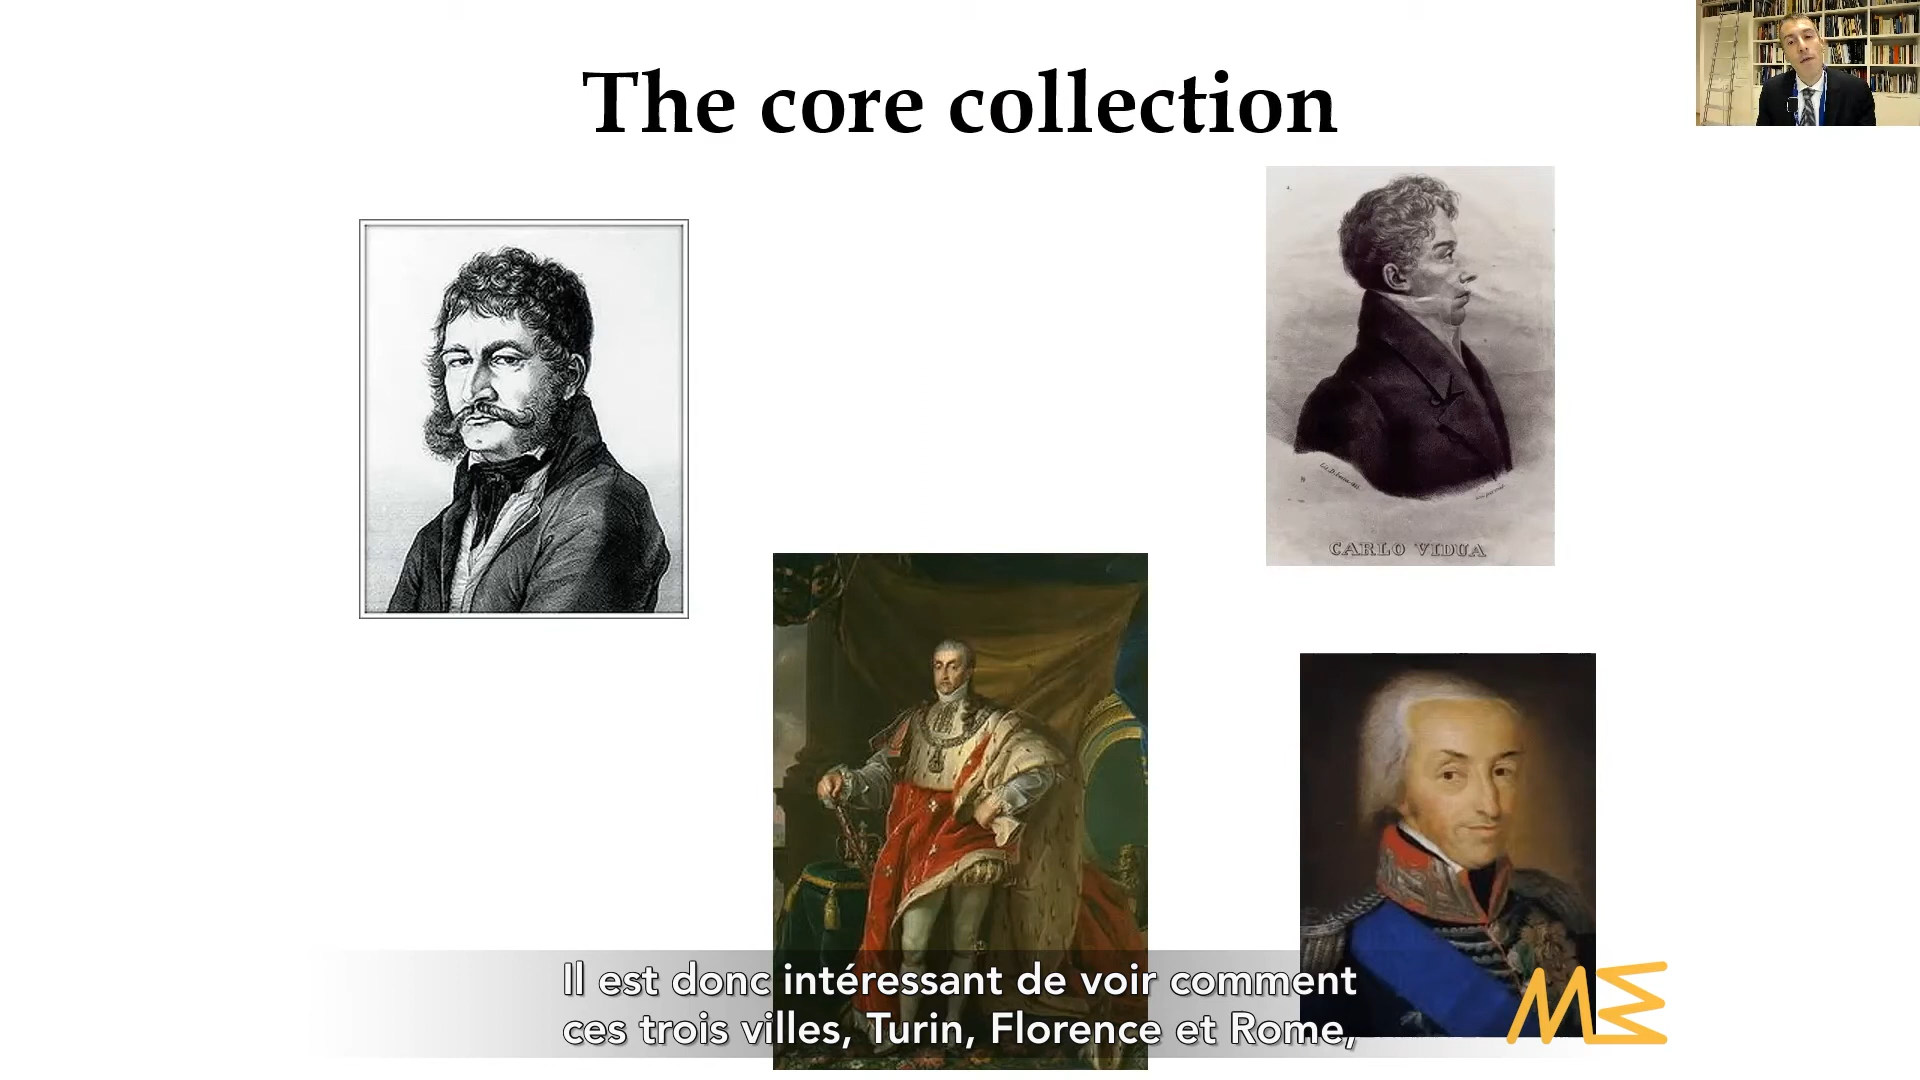 The core collection
CARLO VIDUA
Il est donc intéressant de voir comment
ces trois villes, Turin, Florence et Rome,
ME